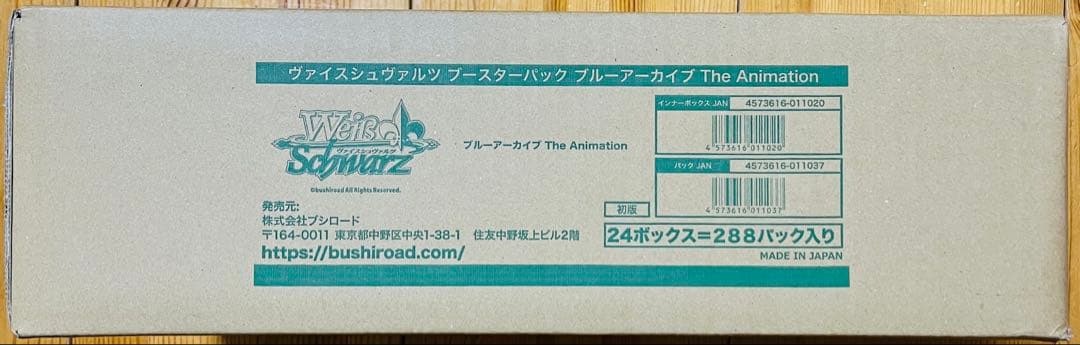 ヴァイスシュヴァルツ ブースターパック ブルーアーカイブ The Animation
Weiß
ヴァイスシュヴァルツ
Schwarz
©bushiroad All Rights Reserved.
ブルーアーカイブ The Animation
インナーボックス JAN 4573616-011020
4 573616 011020
パック JAN 4573616-011037
4 573616 011037
発売元:
株式会社ブシロード
〒164-0011 東京都中野区中央1-38-1 住友中野坂上ビル2階
https://bushiroad.com/
初版
24ボックス=288パック入り
MADE IN JAPAN